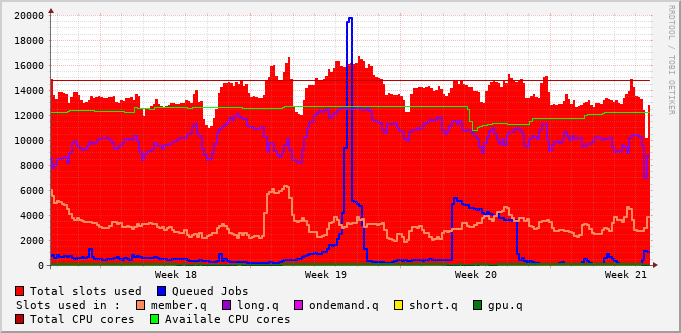 20000
18000
16000
14000
12000
10000
8000
6000
4000
2000
0
Week 18 Week 19 Week 20 Week 21
Total slots used Queued Jobs
Slots used in : member.q long.q ondemand.q short.q gpu.q
Total CPU cores Availale CPU cores
RRDTOOL / TOBI OETIKER